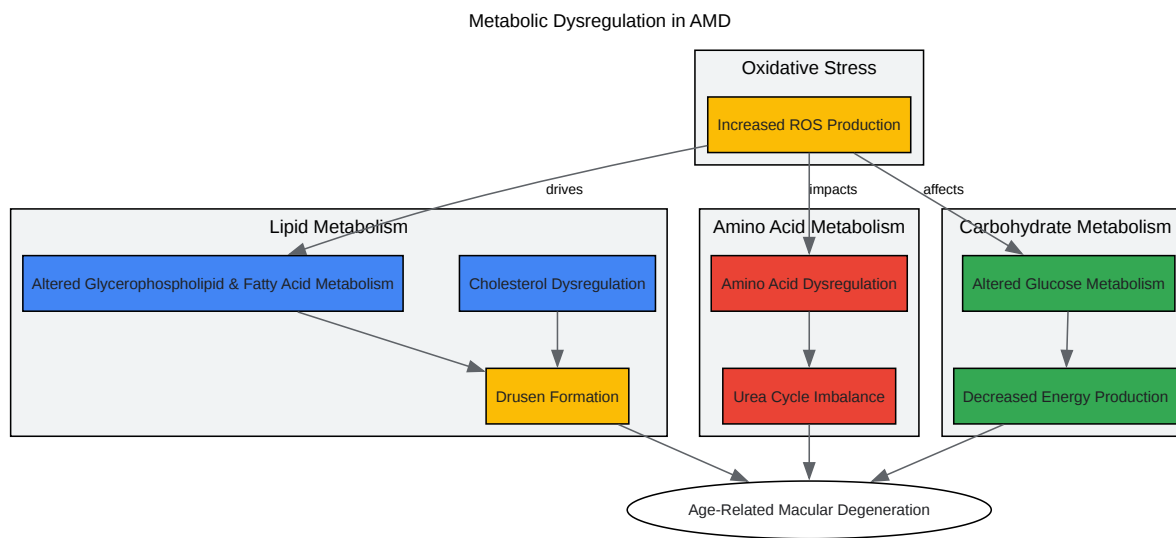 Metabolic Dysregulation in AMD
Oxidative Stress
Increased ROS Production
drives
impacts
affects
Lipid Metabolism
Amino Acid Metabolism
Carbohydrate Metabolism
Altered Glycerophospholipid & Fatty Acid Metabolism
Cholesterol Dysregulation
Amino Acid Dysregulation
Altered Glucose Metabolism
Drusen Formation
Urea Cycle Imbalance
Decreased Energy Production
Age-Related Macular Degeneration